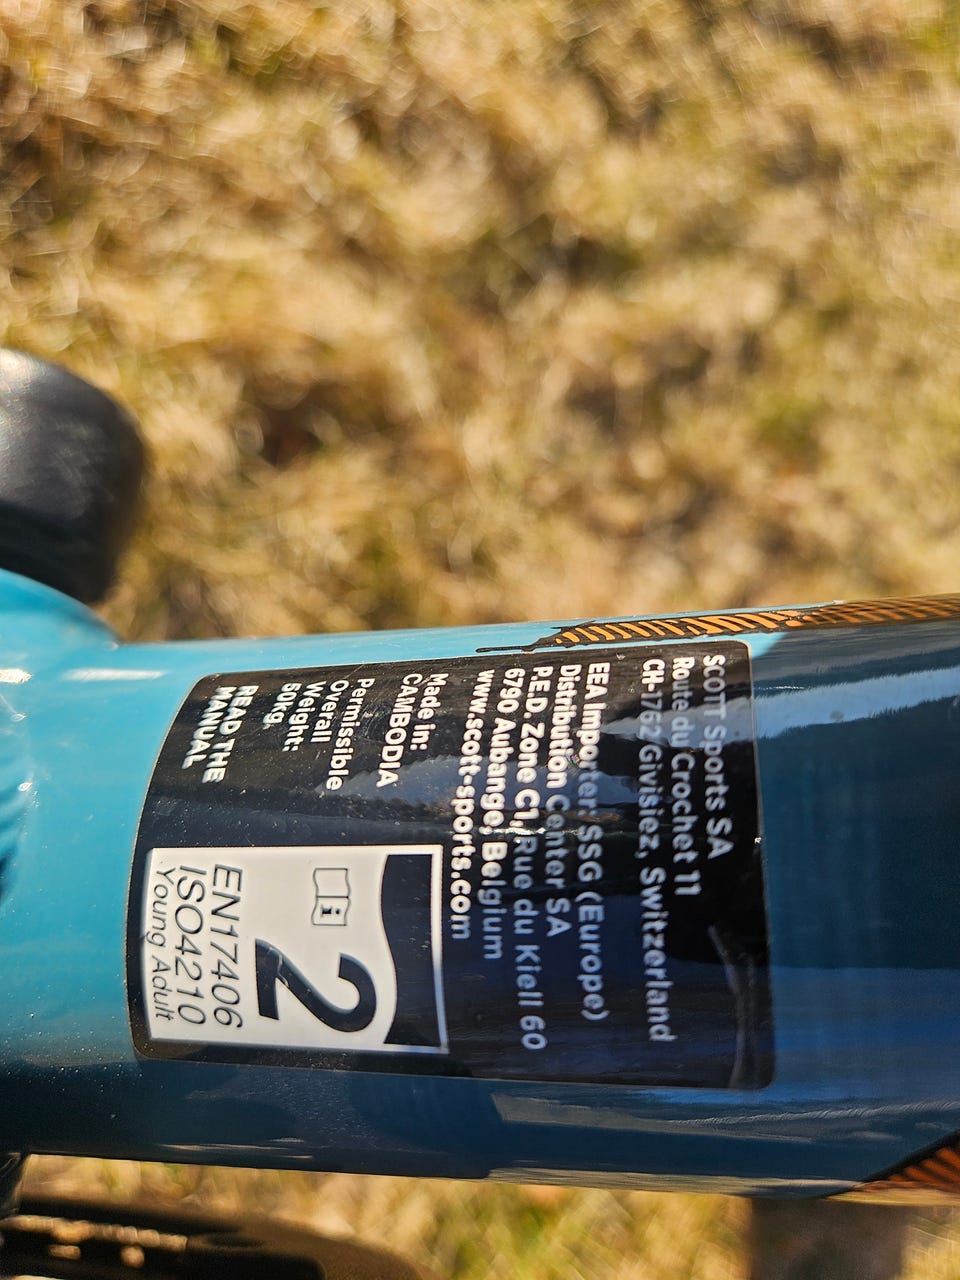 SCOTT Sports SA
Route du Crochet 11
CH-1762 Givisiez, Switzerland
EEA Importer: SSG (Europe)
Distribution Center SA
P.E.D. Zone C1, Rue du Kiell 60
6790 Aubange, Belgium
www.scott-sports.com
Made in:
CAMBODIA
Permissible
Overall
Weight:
50kg
READ THE
MANUAL
2
EN17406
ISO4210
Young Adult